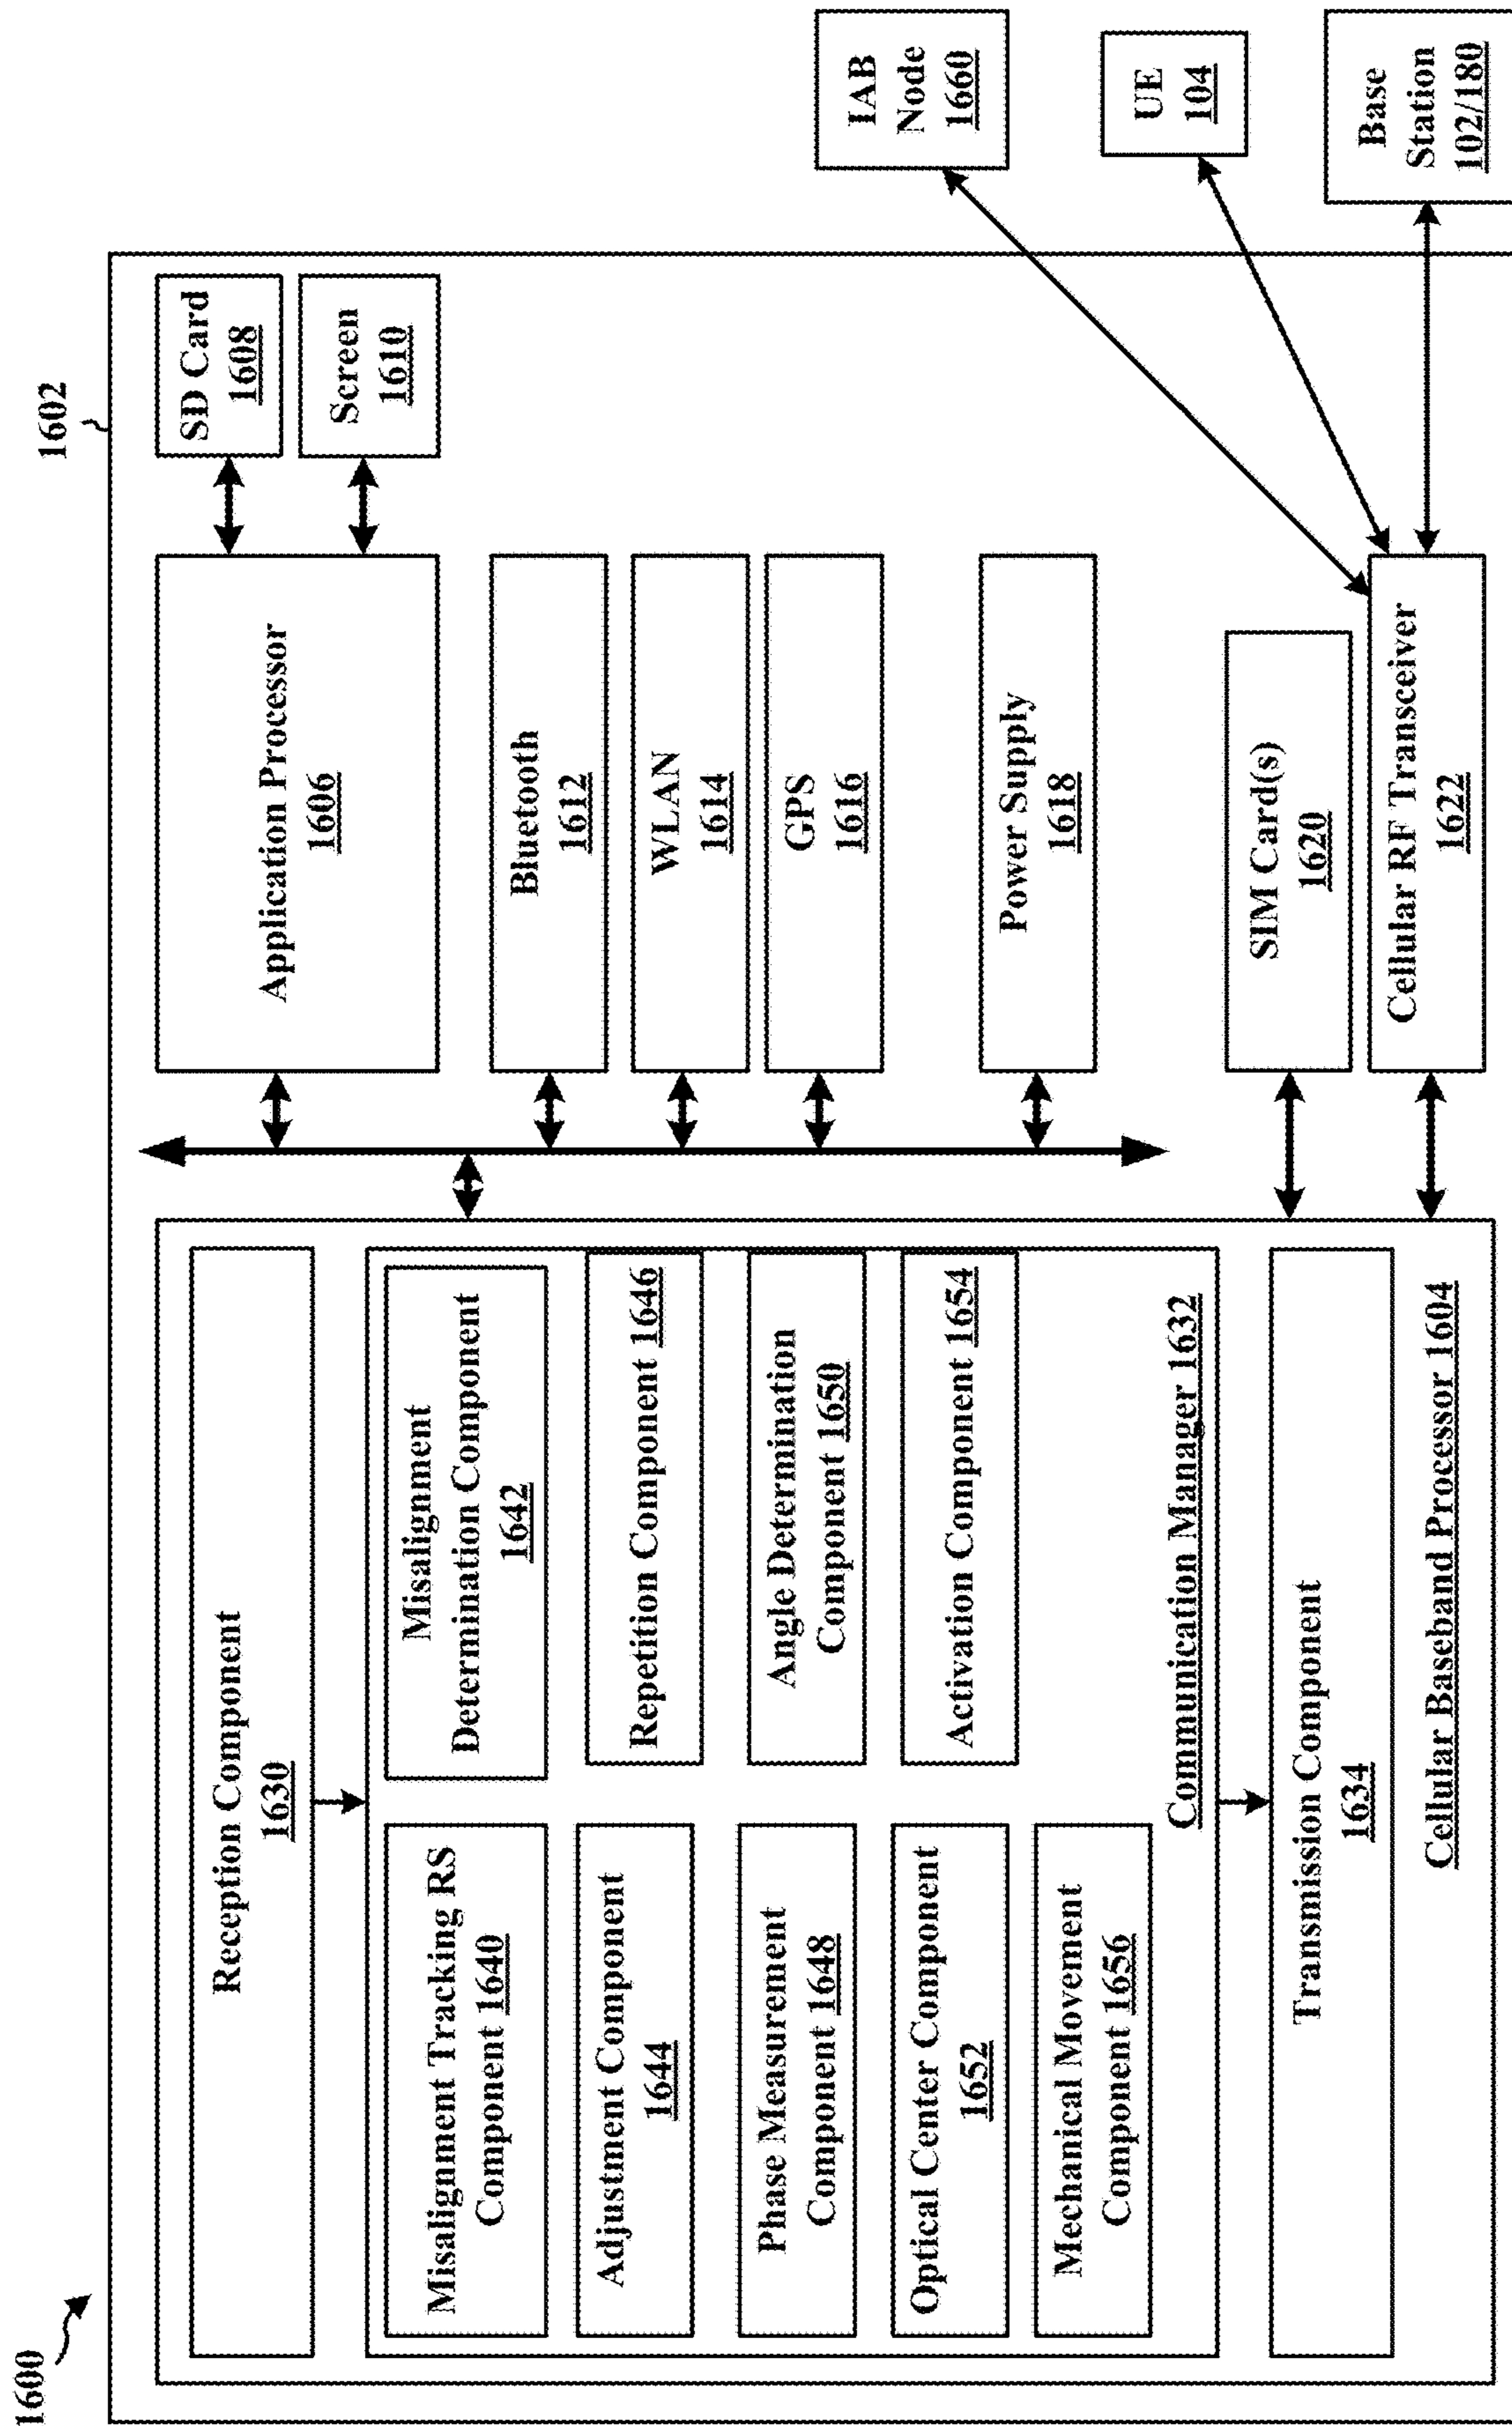 1600
1602
Reception Component
1630
Misalignment Tracking RS
Component 1640
Misalignment
Determination Component
1642
Adjustment Component
1644
Repetition Component 1646
Phase Measurement
Component 1648
Angle Determination
Component 1650
Optical Center Component
1652
Activation Component 1654
Mechanical Movement
Component 1656
Communication Manager 1632
Transmission Component
1634
Cellular Baseband Processor 1604
Application Processor
1606
Bluetooth
1612
WLAN
1614
GPS
1616
Power Supply
1618
SIM Card(s)
1620
Cellular RF Transceiver
1622
SD Card
1608
Screen
1610
IAB
Node
1660
UE
104
Base
Station
102/180